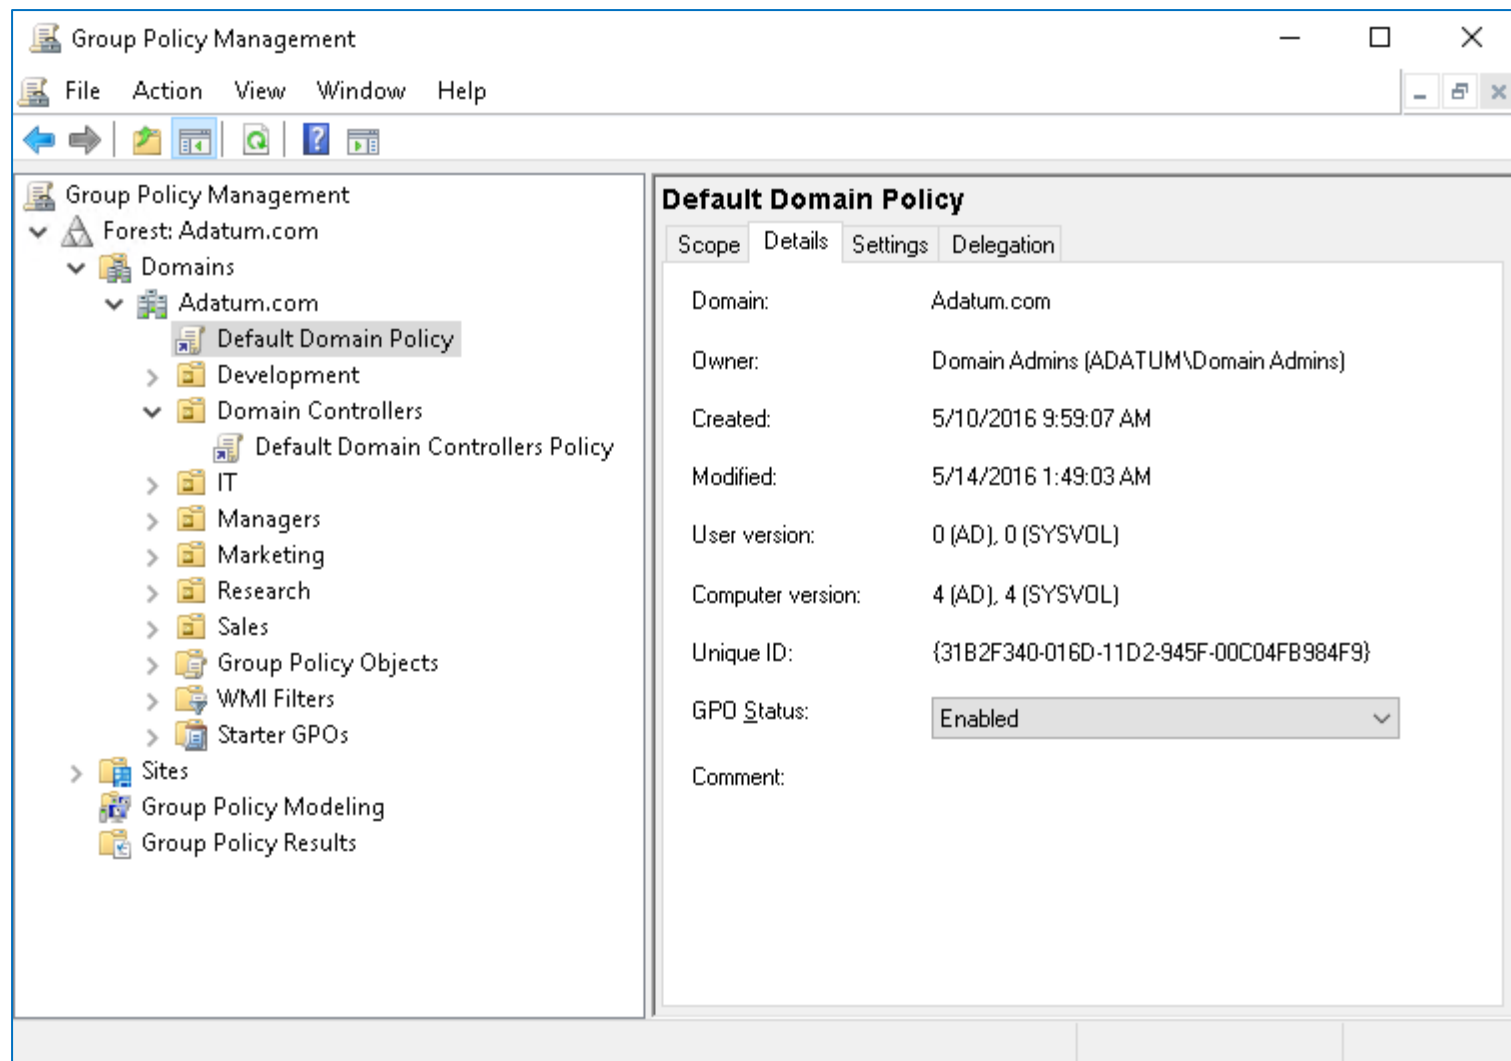 Group Policy Management
File Action View Window Help
Group Policy Management
Forest: Adatum.com
Domains
Adatum.com
Default Domain Policy
Development
Domain Controllers
Default Domain Controllers Policy
IT
Managers
Marketing
Research
Sales
Group Policy Objects
WMI Filters
Starter GPOs
Sites
Group Policy Modeling
Group Policy Results
Default Domain Policy
Scope Details Settings Delegation
Domain: Adatum.com
Owner: Domain Admins (ADATUM\Domain Admins)
Created: 5/10/2016 9:59:07 AM
Modified: 5/14/2016 1:49:03 AM
User version: 0 (AD), 0 (SYSVOL)
Computer version: 4 (AD), 4 (SYSVOL)
Unique ID: {31B2F340-016D-11D2-945F-00C04FB984F9}
GPO Status: Enabled
Comment: